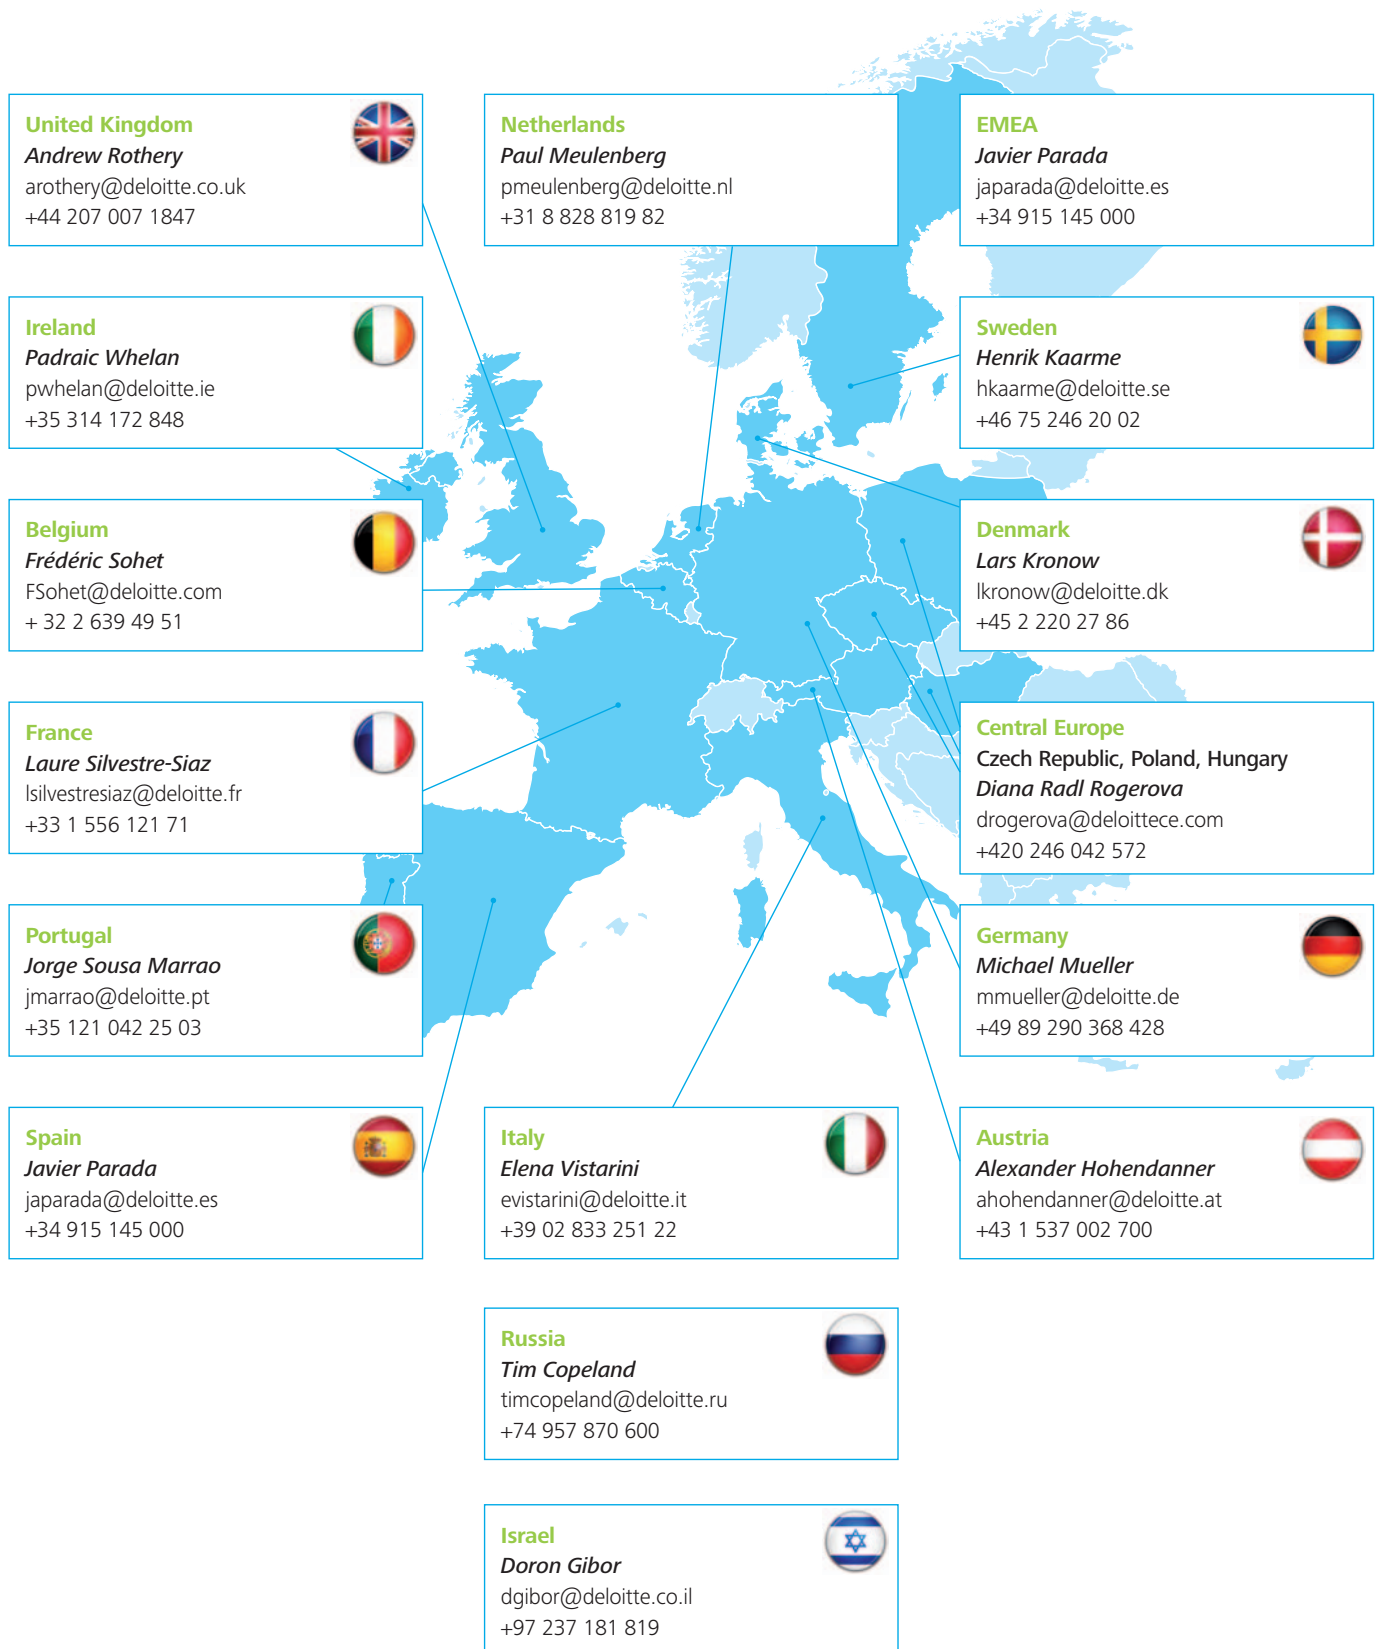 United Kingdom
Andrew Rothery
arothery@deloitte.co.uk
+44 207 007 1847
Netherlands
Paul Meulenberg
pmeulenberg@deloitte.nl
+31 8 828 819 82
EMEA
Javier Parada
japarada@deloitte.es
+34 915 145 000
Ireland
Padraic Whelan
pwhelan@deloitte.ie
+35 314 172 848
Sweden
Henrik Kaarme
hkaarme@deloitte.se
+46 75 246 20 02
Belgium
Frédéric Sohet
FSohet@deloitte.com
+ 32 2 639 49 51
Denmark
Lars Kronow
lkronow@deloitte.dk
+45 2 220 27 86
France
Laure Silvestre-Siaz
lsilvestresiaz@deloitte.fr
+33 1 556 121 71
Central Europe
Czech Republic, Poland, Hungary
Diana Radl Rogerova
drogerova@deloittece.com
+420 246 042 572
Portugal
Jorge Sousa Marrao
jmarrao@deloitte.pt
+35 121 042 25 03
Germany
Michael Mueller
mmueller@deloitte.de
+49 89 290 368 428
Spain
Javier Parada
japarada@deloitte.es
+34 915 145 000
Italy
Elena Vistarini
evistarini@deloitte.it
+39 02 833 251 22
Austria
Alexander Hohendanner
ahohendanner@deloitte.at
+43 1 537 002 700
Russia
Tim Copeland
timcopeland@deloitte.ru
+74 957 870 600
Israel
Doron Gibor
dgibor@deloitte.co.il
+97 237 181 819